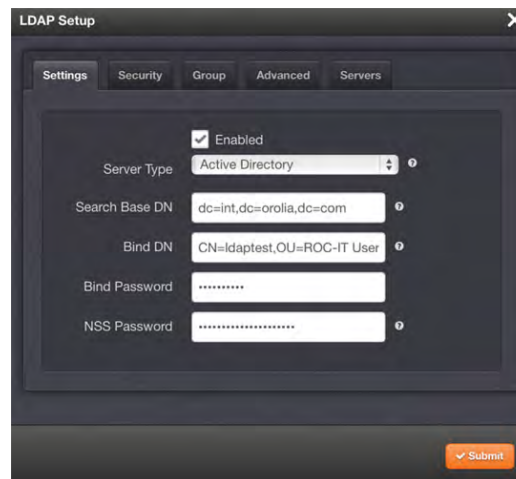 LDAP Setup
Settings Security Group Advanced Servers
Enabled
Server Type Active Directory
Search Base DN dc=int,dc=orolia,dc=com
Bind DN CN=ldaptest,OU=ROC-IT User
Bind Password ••••••••••
NSS Password •••••••••••••••••••••
Submit